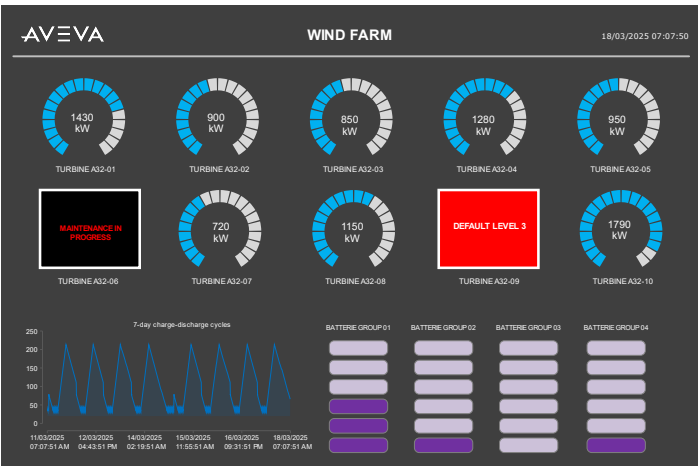 AVEVA
WIND FARM
18/03/2025 07:07:50
1430
kW
900
kW
850
kW
1280
kW
950
kW
TURBINE A32-01
TURBINE A32-02
TURBINE A32-03
TURBINE A32-04
TURBINE A32-05
MAINTENANCE IN
PROGRESS
720
kW
1150
kW
DEFAULT LEVEL 3
1790
kW
TURBINE A32-06
TURBINE A32-07
TURBINE A32-08
TURBINE A32-09
TURBINE A32-10
7-day charge-discharge cycles
250
200
150
100
50
0
11/03/2025
07:07:51 AM
12/03/2025
04:43:51 PM
14/03/2025
02:19:51 AM
15/03/2025
11:55:51 AM
16/03/2025
09:31:51 PM
18/03/2025
07:07:51 AM
BATTERIE GROUP 01
BATTERIE GROUP 02
BATTERIE GROUP 03
BATTERIE GROUP 04